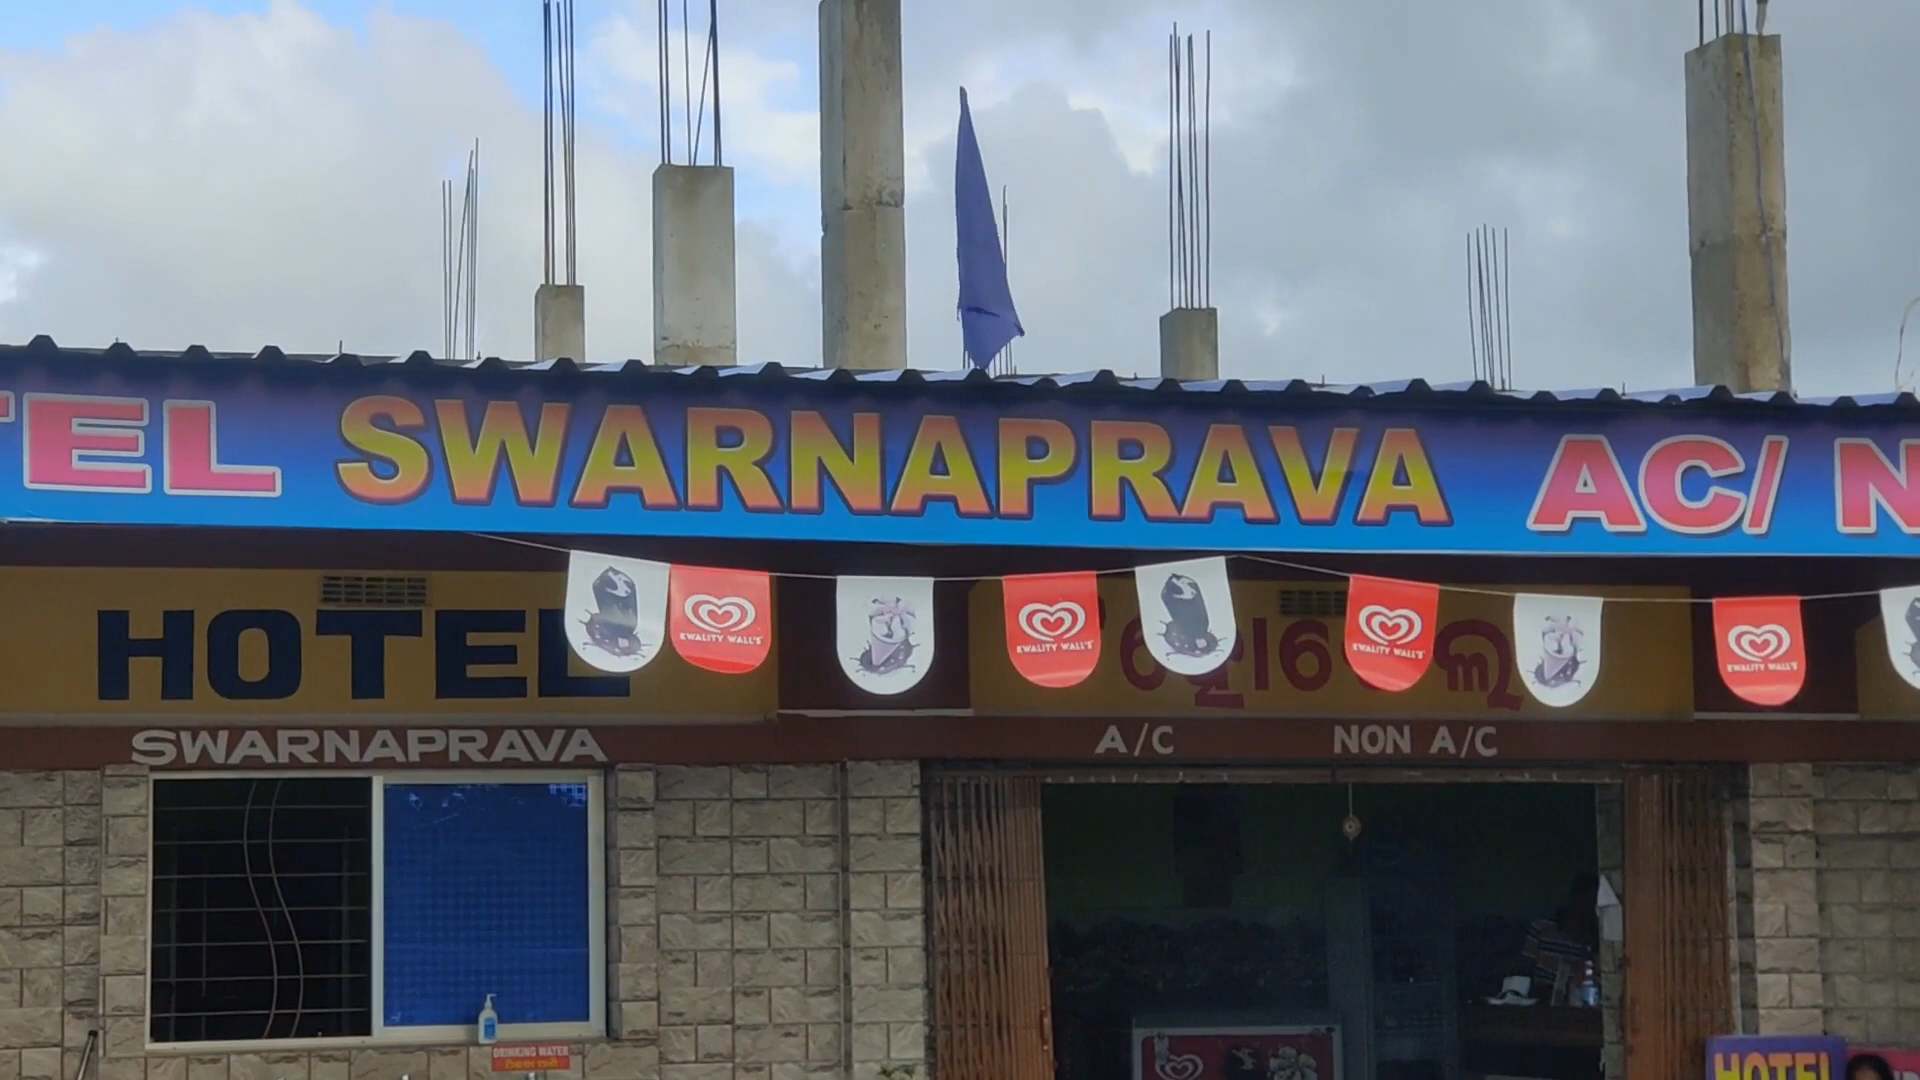 TEL SWARNAPRAVA AC/ N
HOTEL
SWARNAPRAVA
A/C NON A/C
KWALITY WALL'S
KWALITY WALL'S
KWALITY WALL'S
KWALITY WALL'S
DRINKING WATER
HOTEL